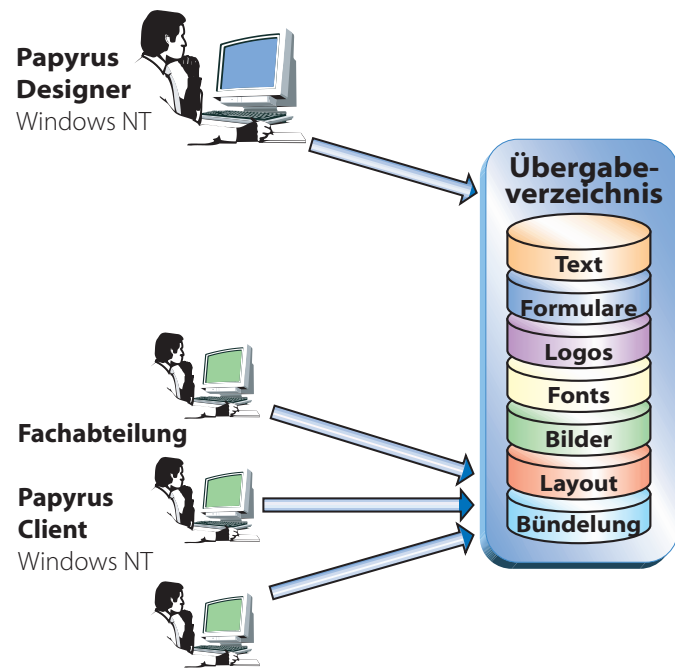 Papyrus
Designer
Windows NT
Übergabe-
verzeichnis
Text
Formulare
Logos
Fonts
Bilder
Layout
Bündelung
Fachabteilung
Papyrus
Client
Windows NT